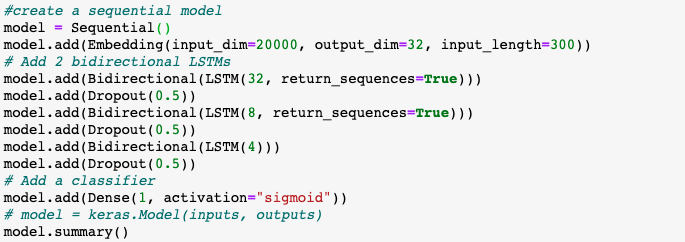 #create a sequential model
model = Sequential()
model.add(Embedding(input_dim=20000, output_dim=32, input_length=300))
# Add 2 bidirectional LSTMs
model.add(Bidirectional(LSTM(32, return_sequences=True)))
model.add(Dropout(0.5))
model.add(Bidirectional(LSTM(8, return_sequences=True)))
model.add(Dropout(0.5))
model.add(Bidirectional(LSTM(4)))
model.add(Dropout(0.5))
# Add a classifier
model.add(Dense(1, activation="sigmoid"))
# model = keras.Model(inputs, outputs)
model.summary()